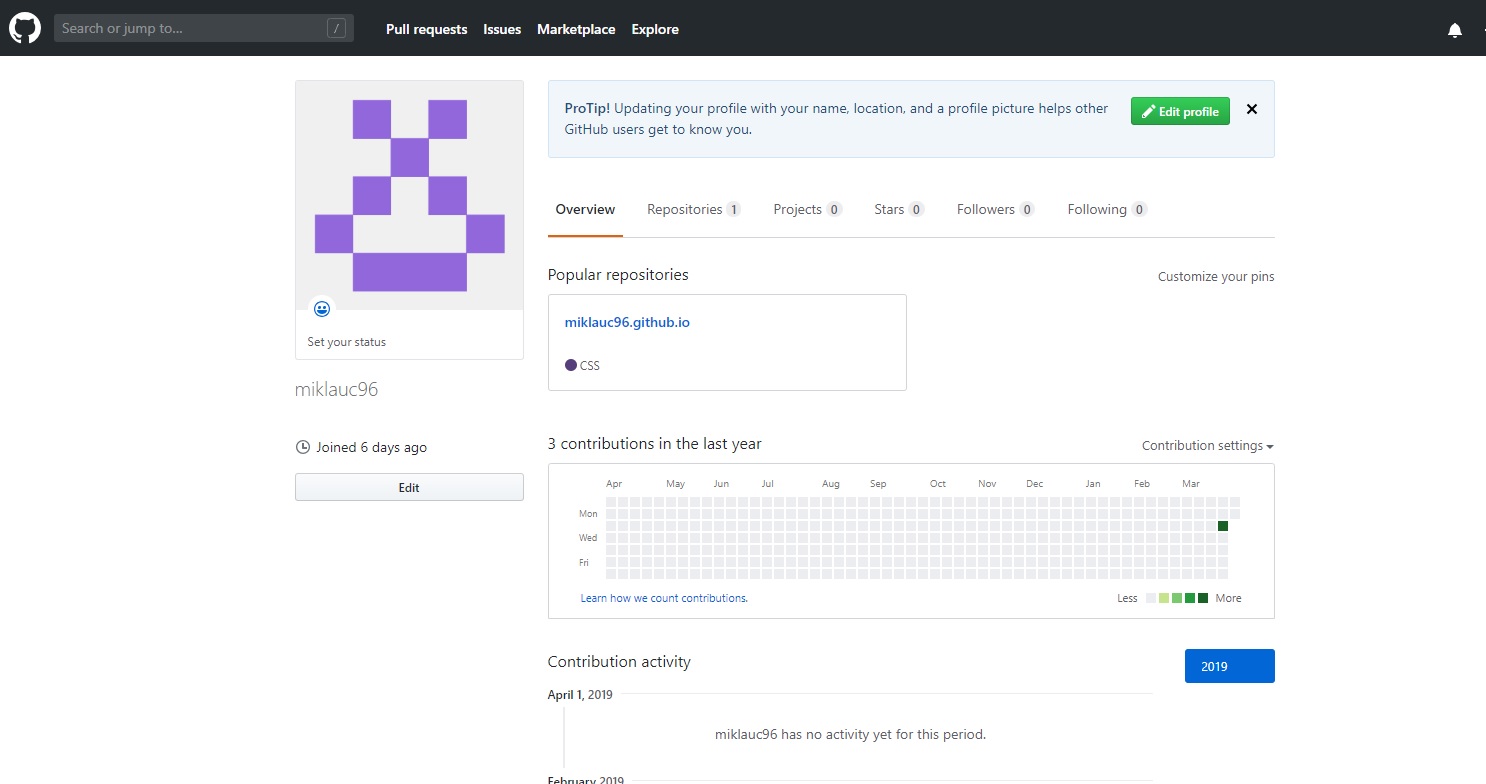 Search or jump to...
/
Pull requests
Issues
Marketplace
Explore
ProTip! Updating your profile with your name, location, and a profile picture helps other
GitHub users get to know you.
Edit profile
Set your status
miklauc96
Joined 6 days ago
Edit
Overview
Repositories 1
Projects 0
Stars 0
Followers 0
Following 0
Popular repositories
Customize your pins
miklauc96.github.io
CSS
3 contributions in the last year
Contribution settings
Apr May Jun Jul Aug Sep Oct Nov Dec Jan Feb Mar
Mon
Wed
Fri
Learn how we count contributions.
Less
More
Contribution activity
2019
April 1, 2019
miklauc96 has no activity yet for this period.
February 2019